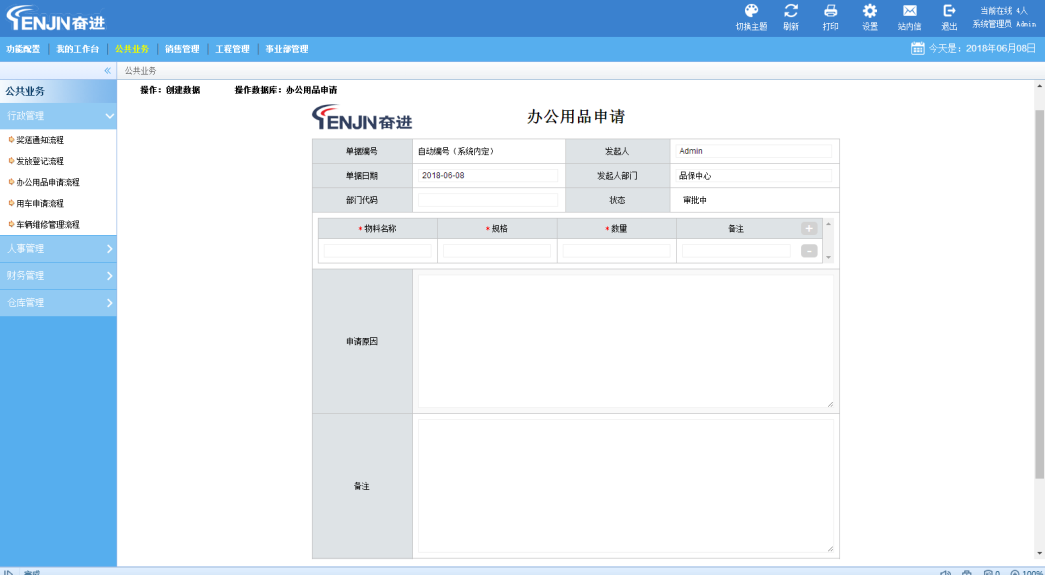 ENJIN奋进
切换主题 刷新 打印 设置 站内信 退出
当前在线 4人
系统管理员 Admin
功能配置 我的工作台 公共业务 销售管理 工程管理 事业部管理 今天是：2018年06月08日
« 公共业务
公共业务
行政管理
奖惩通知流程
发放登记流程
办公用品申请流程
用车申请流程
车辆维修管理流程
人事管理
财务管理
仓库管理
操作：创建数据 操作数据库：办公用品申请
ENJIN奋进 办公用品申请
单据编号 自动编号（系统内定） 发起人 Admin
单据日期 2018-06-08 发起人部门 品保中心
部门代码 状态 审批中
*物料名称 *规格 *数量 备注 +
-
申请原因
备注
完成 0 100%